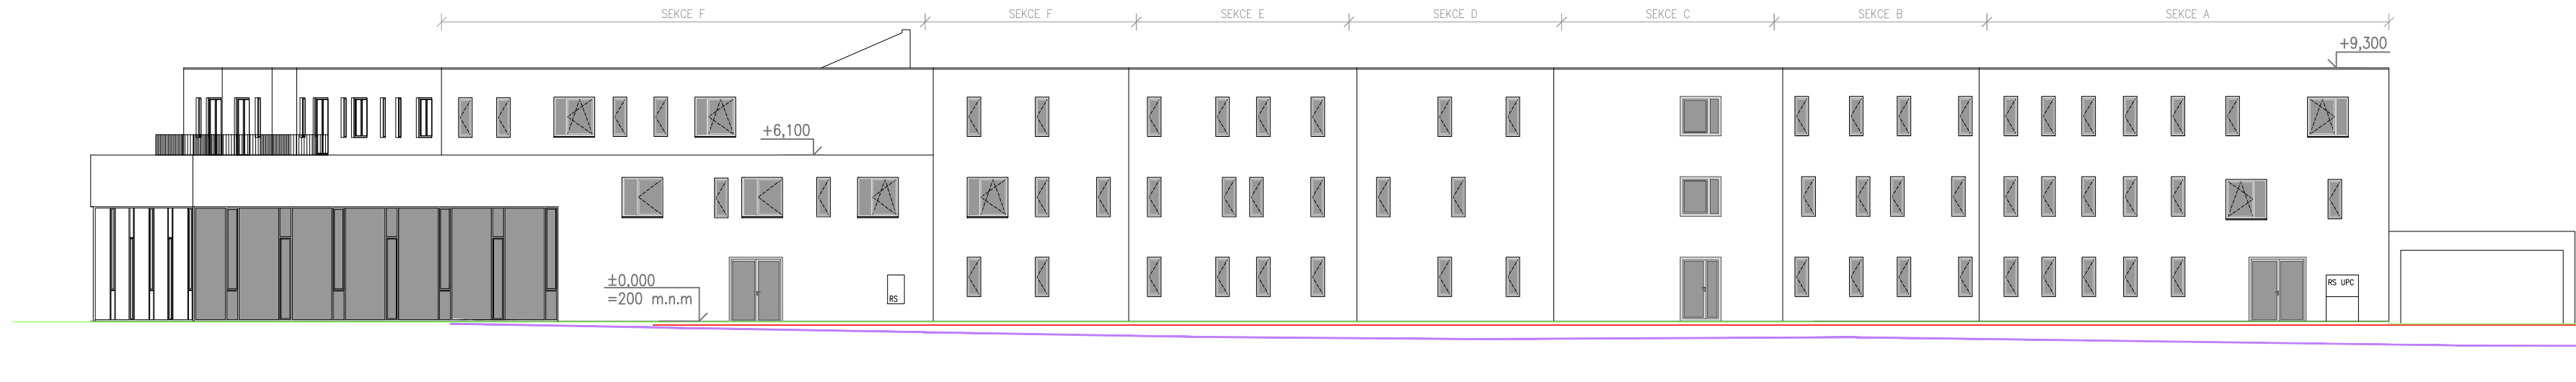 SEKCE F
SEKCE F
SEKCE E
SEKCE D
SEKCE C
SEKCE B
SEKCE A
+9,300
+6,100
±0,000
=200 m.n.m
RS
RS UPC